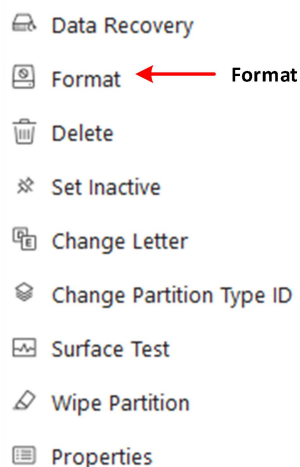 Data Recovery
Format Format
Delete
Set Inactive
Change Letter
Change Partition Type ID
Surface Test
Wipe Partition
Properties